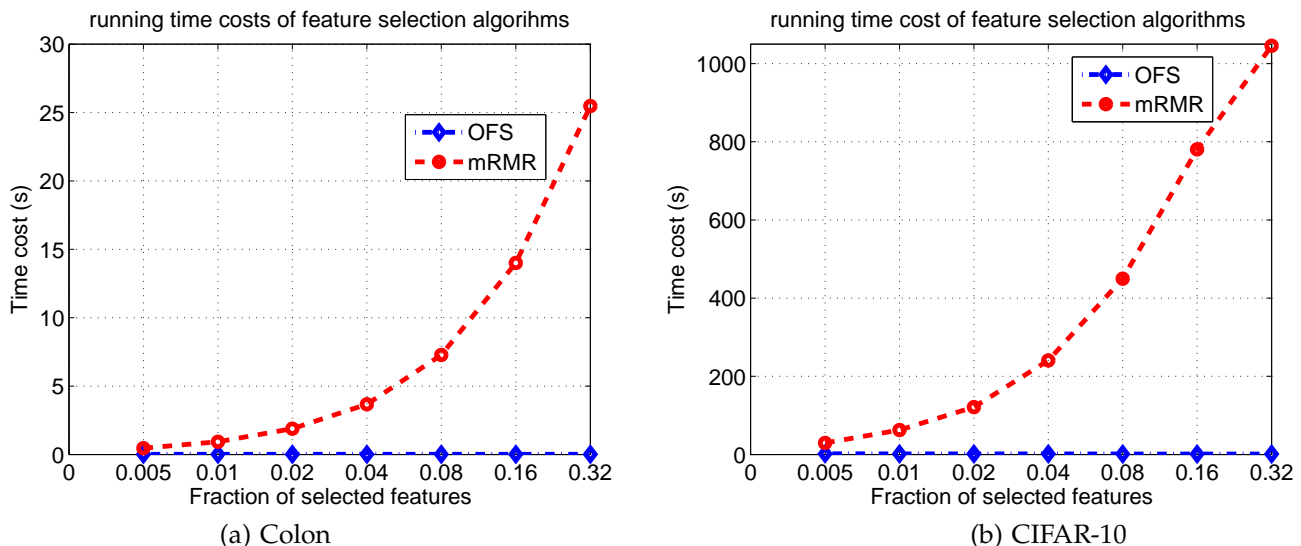 running time costs of feature selection algorihms
30
25
20
15
10
5
0
Time cost (s)
OFS
mRMR
0 0.005 0.01 0.02 0.04 0.08 0.16 0.32
Fraction of selected features
(a) Colon
running time cost of feature selection algorihms
1000
800
600
400
200
0
Time cost (s)
OFS
mRMR
0 0.005 0.01 0.02 0.04 0.08 0.16 0.32
Fraction of selected features
(b) CIFAR-10